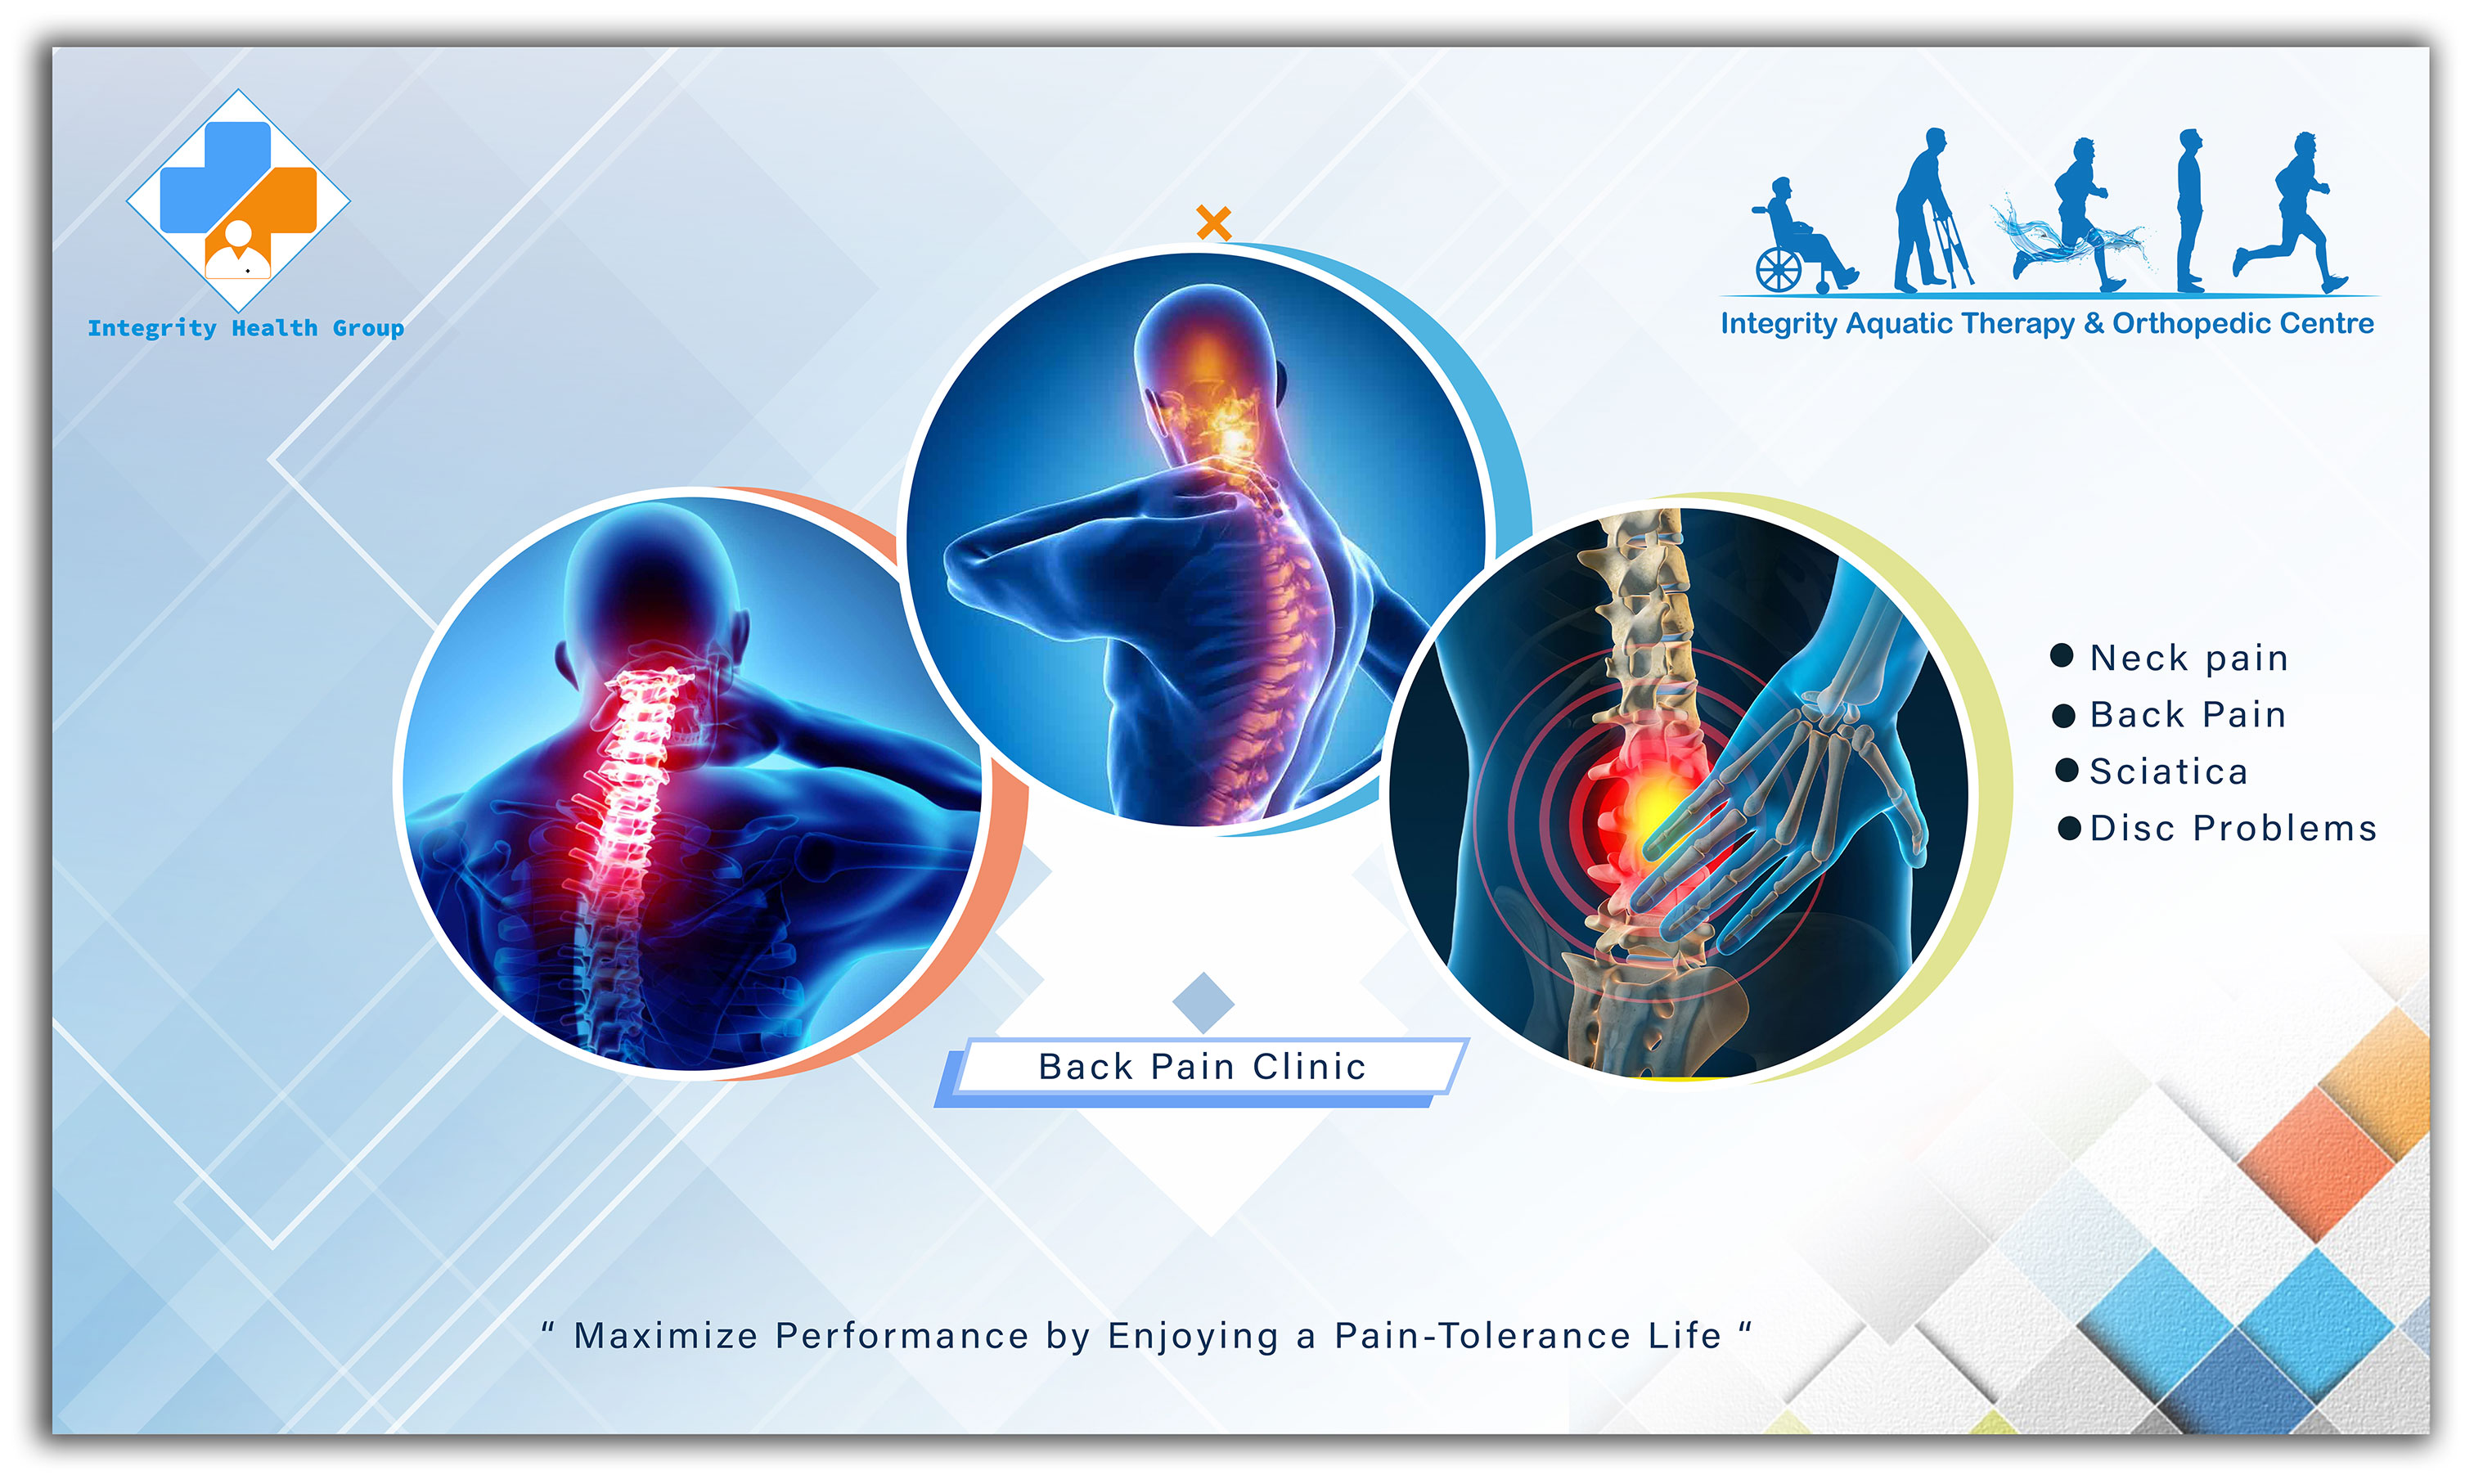 Integrity Health Group
Integrity Aquatic Therapy & Orthopedic Centre
● Neck pain
● Back Pain
● Sciatica
● Disc Problems
Back Pain Clinic
“ Maximize Performance by Enjoying a Pain-Tolerance Life “